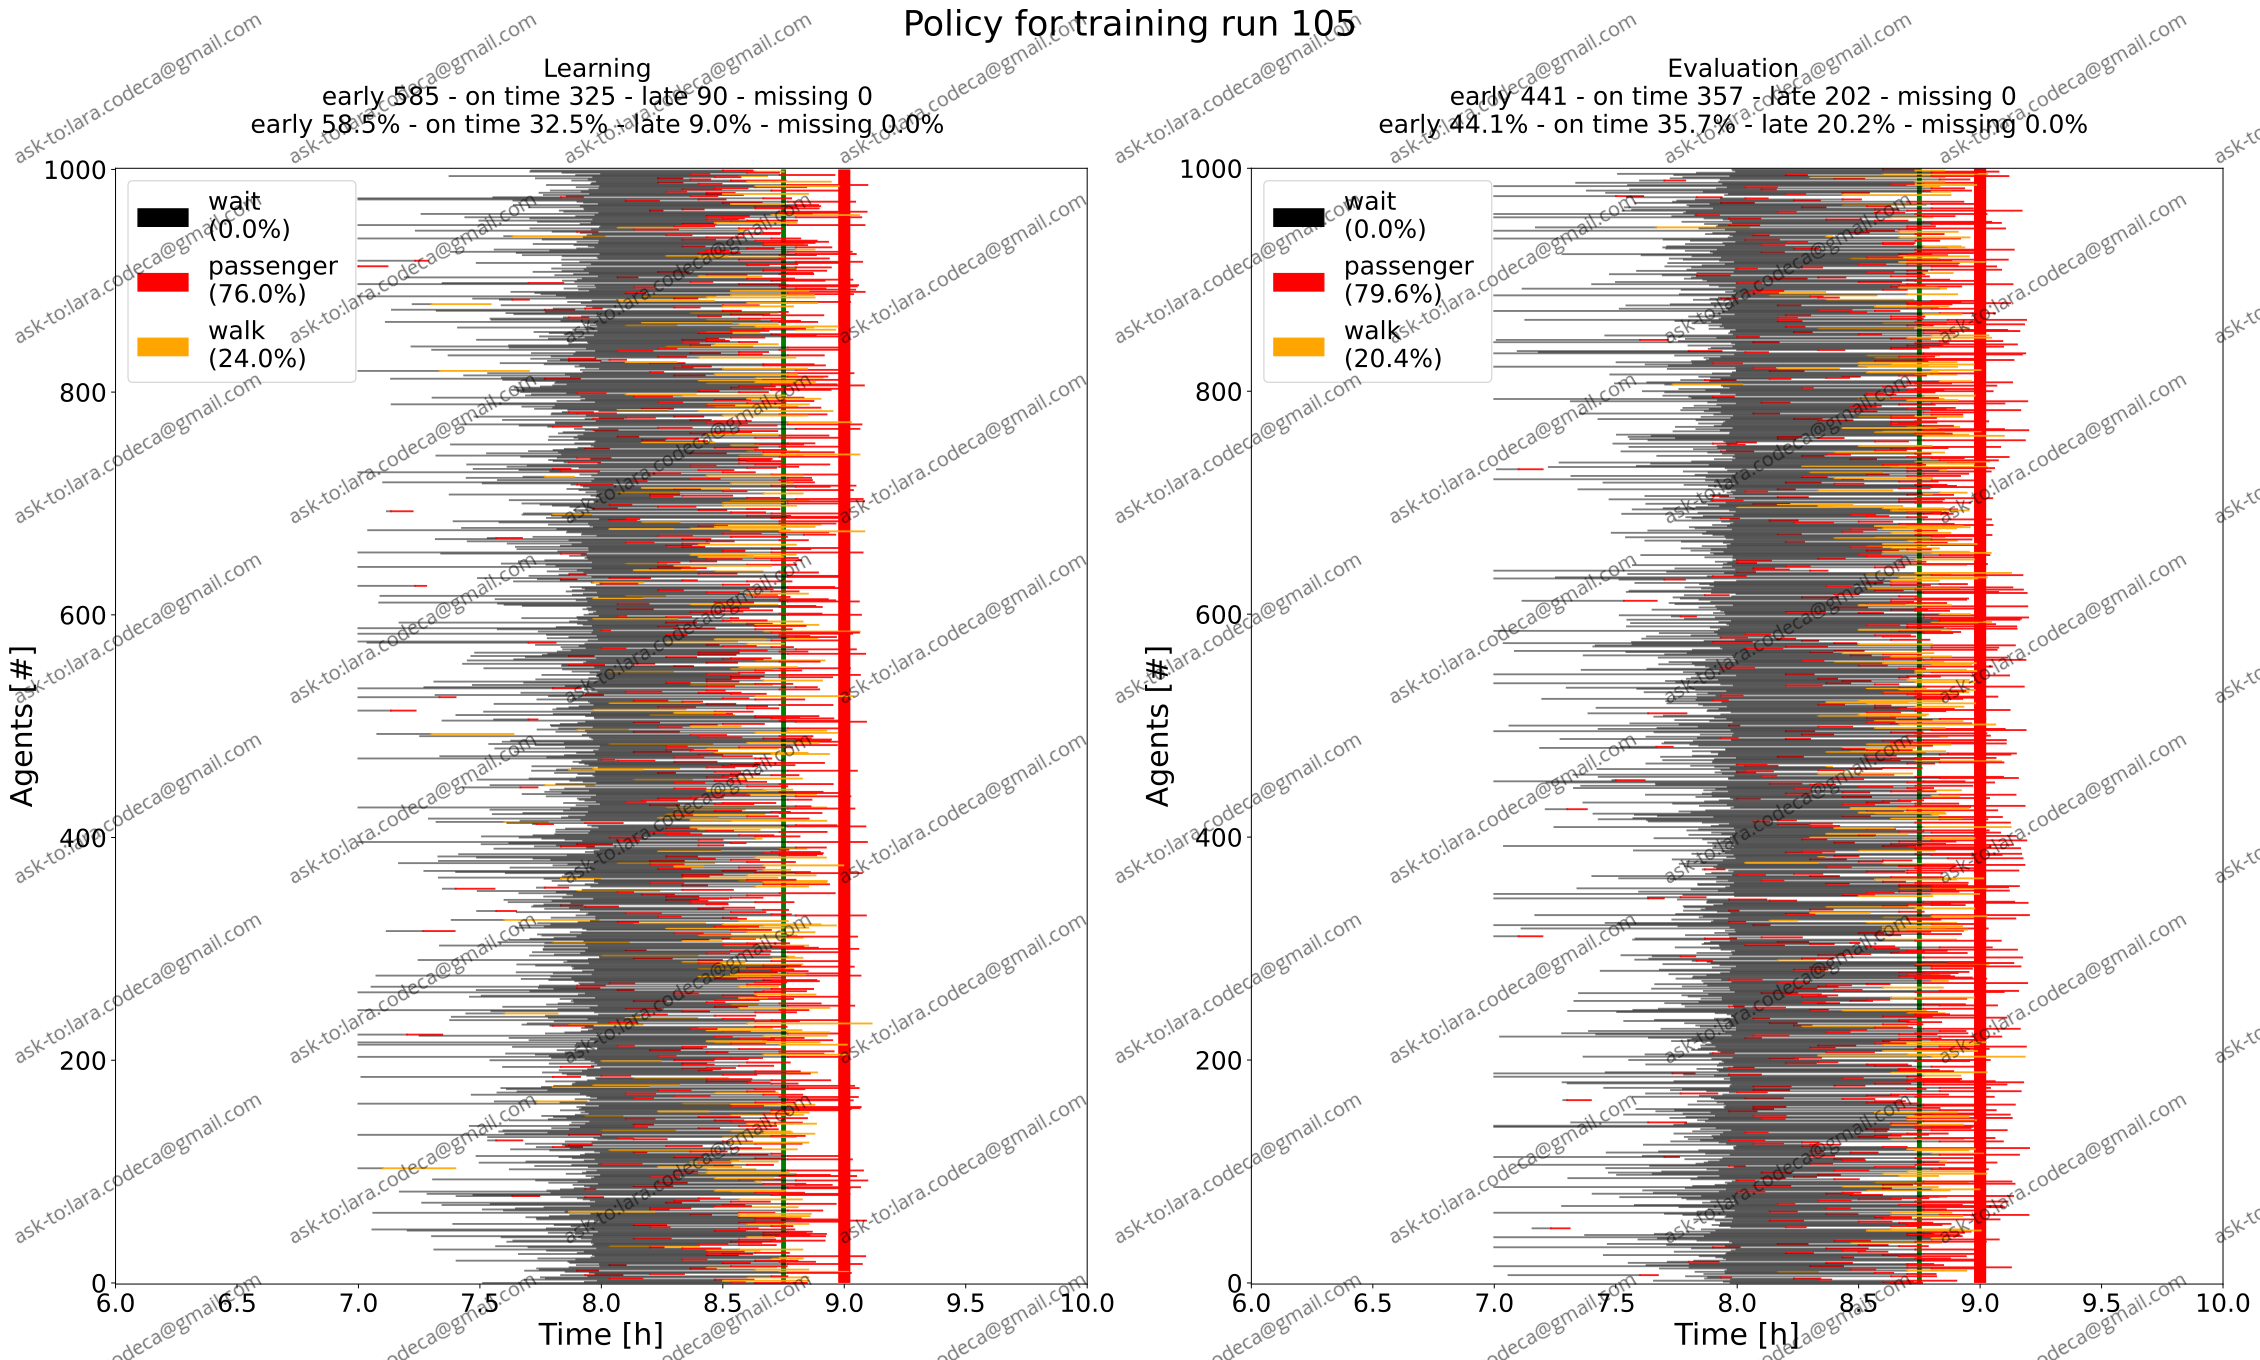 Policy for training run 105
Learning
early 585 - on time 325 - late 90 - missing 0
early 58.5% - on time 32.5% - late 9.0% - missing 0.0%
Evaluation
early 441 - on time 357 - late 202 - missing 0
early 44.1% - on time 35.7% - late 20.2% - missing 0.0%
wait
(0.0%)
passenger
(76.0%)
walk
(24.0%)
Agents [#]
1000
800
600
400
200
0
6.0 6.5 7.0 7.5 8.0 8.5 9.0 9.5 10.0
Time [h]
wait
(0.0%)
passenger
(79.6%)
walk
(20.4%)
Agents [#]
1000
800
600
400
200
0
6.0 6.5 7.0 7.5 8.0 8.5 9.0 9.5 10.0
Time [h]
ask-to:lara.codeca@gmail.com